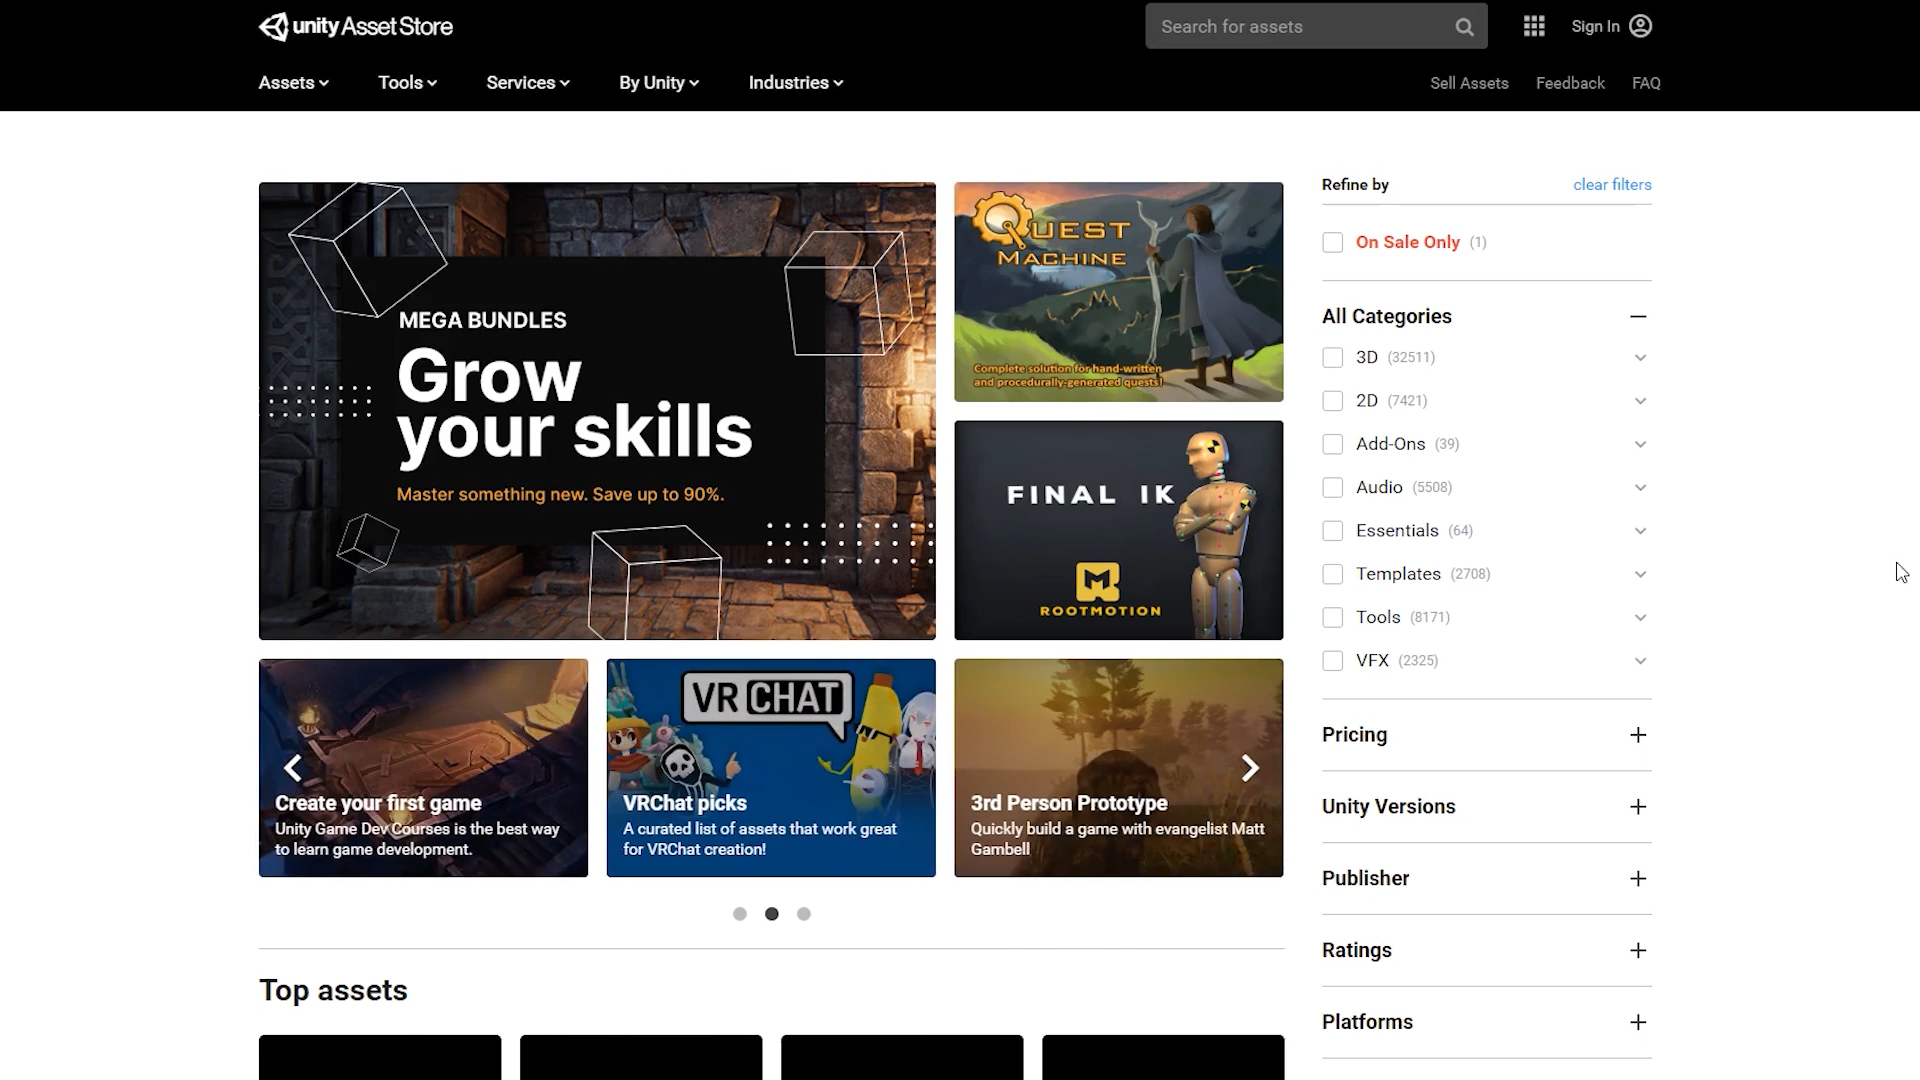 unity Asset Store
Search for assets
Sign In
Assets
Tools
Services
By Unity
Industries
Sell Assets
Feedback
FAQ
MEGA BUNDLES
Grow
your skills
Master something new. Save up to 90%.
QUEST
MACHINE
Complete solution for hand-written
and procedurally-generated quests!
FINAL IK
ROOTMOTION
Create your first game
Unity Game Dev Courses is the best way
to learn game development.
VRCHAT
VRChat picks
A curated list of assets that work great
for VRChat creation!
3rd Person Prototype
Quickly build a game with evangelist Matt
Gambell
Top assets
Refine by
clear filters
On Sale Only (1)
All Categories
3D (32511)
2D (7421)
Add-Ons (39)
Audio (5508)
Essentials (64)
Templates (2708)
Tools (8171)
VFX (2325)
Pricing
Unity Versions
Publisher
Ratings
Platforms